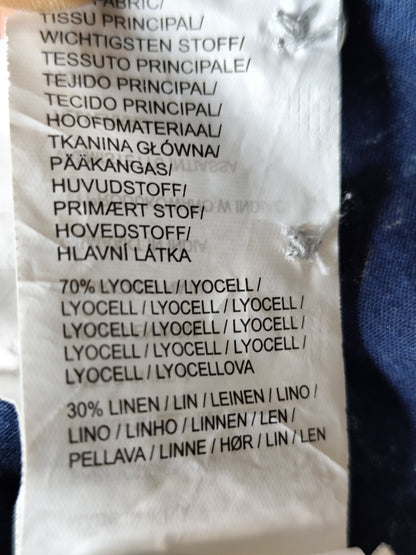 FABRIC/
TISSU PRINCIPAL/
WICHTIGSTEN STOFF/
TESSUTO PRINCIPALE/
TEJIDO PRINCIPAL/
TECIDO PRINCIPAL/
HOOFDMATERIAAL/
TKANINA GŁÓWNA/
PÄÄKANGAS/
HUVUDSTOFF/
PRIMÆRT STOF/
HOVEDSTOFF/
HLAVNÍ LÁTKA
70% LYOCELL / LYOCELL /
LYOCELL / LYOCELL / LYOCELL /
LYOCELL / LYOCELL / LYOCELL /
LYOCELL / LYOCELL / LYOCELL /
LYOCELL / LYOCELLOVA
30% LINEN / LIN / LEINEN / LINO /
LINO / LINHO / LINNEN / LEN /
PELLAVA / LINNE / HØR / LIN / LEN